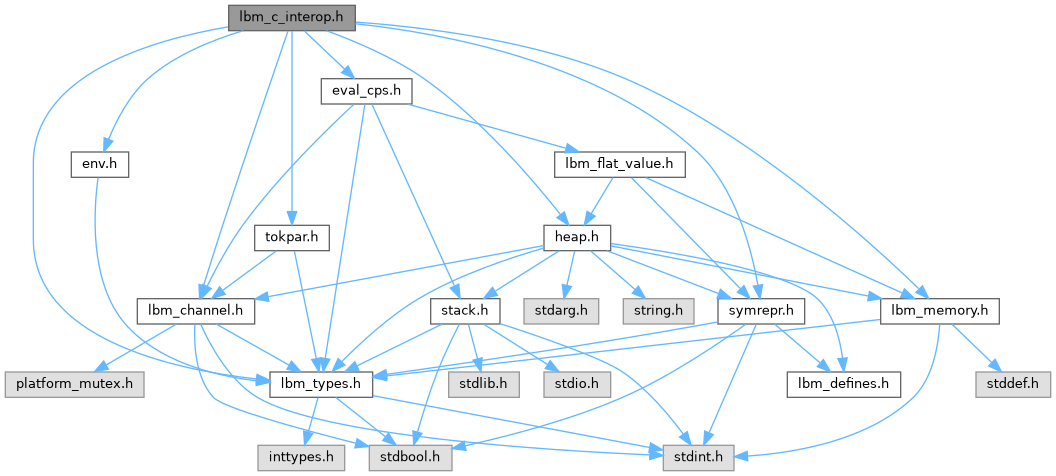 lbm_c_interop.h
eval_cps.h
env.h
lbm_flat_value.h
tokpar.h
heap.h
lbm_channel.h
stack.h
stdarg.h
string.h
symrepr.h
lbm_memory.h
platform_mutex.h
lbm_types.h
stdlib.h
stdio.h
lbm_defines.h
stddef.h
inttypes.h
stdbool.h
stdint.h